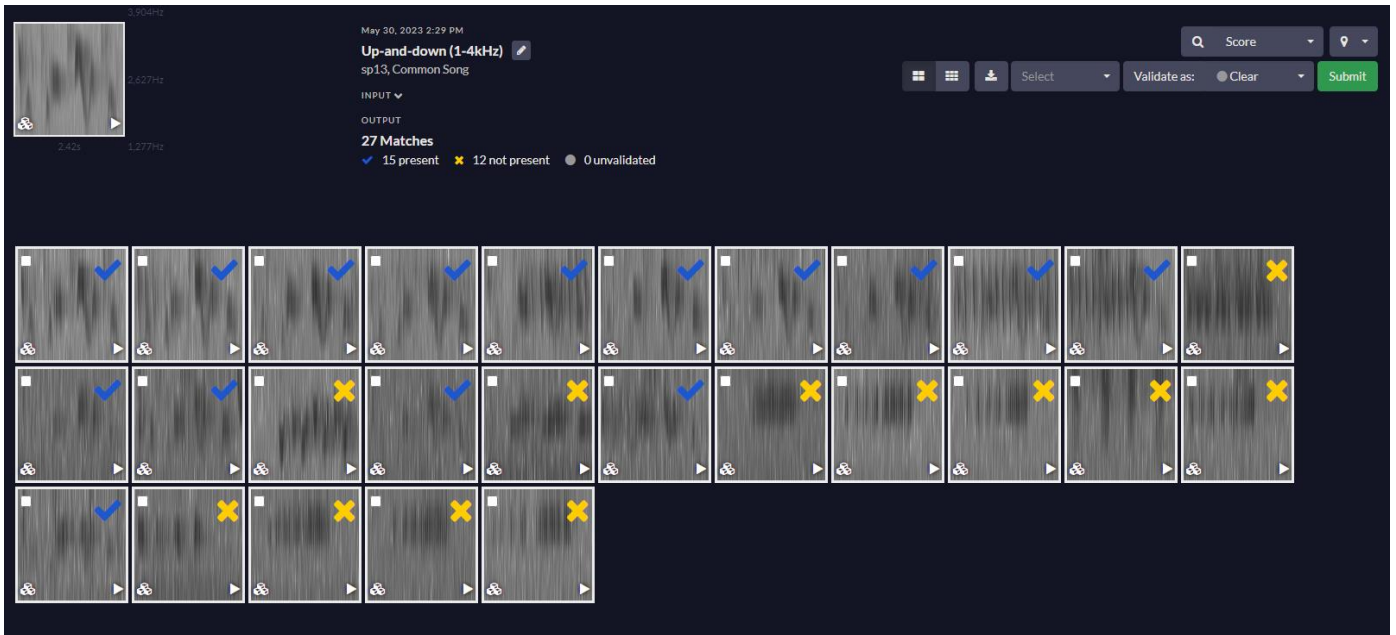 3,904Hz
2,627Hz
2.42s
1,277Hz
May 30, 2023 2:29 PM
Up-and-down (1-4kHz)
sp13, Common Song
INPUT
OUTPUT
27 Matches
15 present 12 not present 0 unvalidated
Score
Select Validate as: Clear Submit